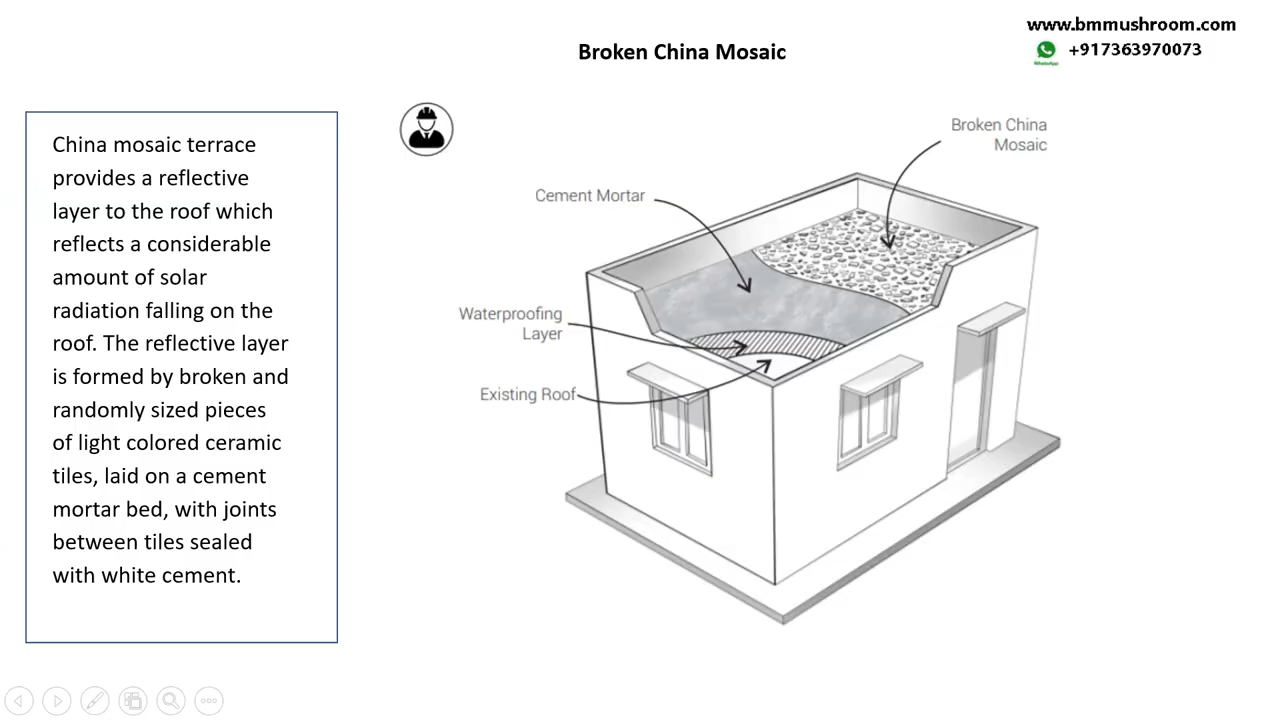 www.bmmushroom.com
Broken China Mosaic
WhatsApp
+917363970073
China mosaic terrace
provides a reflective
layer to the roof which
reflects a considerable
amount of solar
radiation falling on the
roof. The reflective layer
is formed by broken and
randomly sized pieces
of light colored ceramic
tiles, laid on a cement
mortar bed, with joints
between tiles sealed
with white cement.
Broken China
Mosaic
Cement Mortar
Waterproofing
Layer
Existing Roof